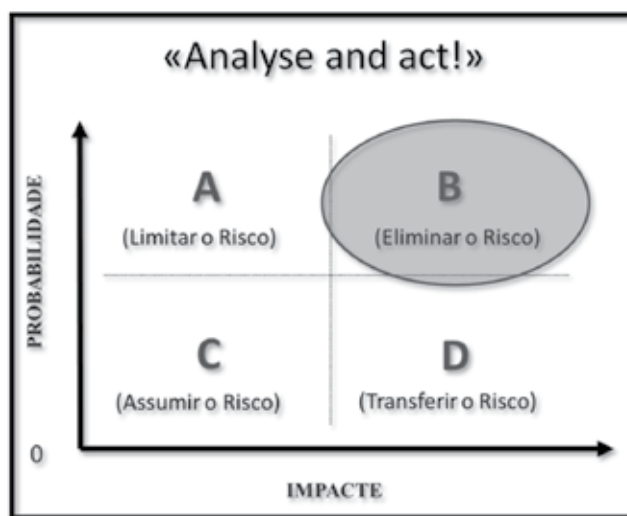 «Analyse and act!»
PROBABILIDADE
A
(Limitar o Risco)
B
(Eliminar o Risco)
C
(Assumir o Risco)
D
(Transferir o Risco)
0
IMPACTE